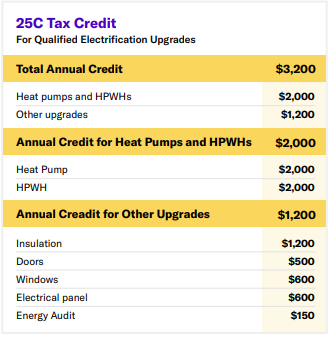 25C Tax Credit
For Qualified Electrification Upgrades
Total Annual Credit $3,200
Heat pumps and HPWHs $2,000
Other upgrades $1,200
Annual Credit for Heat Pumps and HPWHs $2,000
Heat Pump $2,000
HPWH $2,000
Annual Creadit for Other Upgrades $1,200
Insulation $1,200
Doors $500
Windows $600
Electrical panel $600
Energy Audit $150